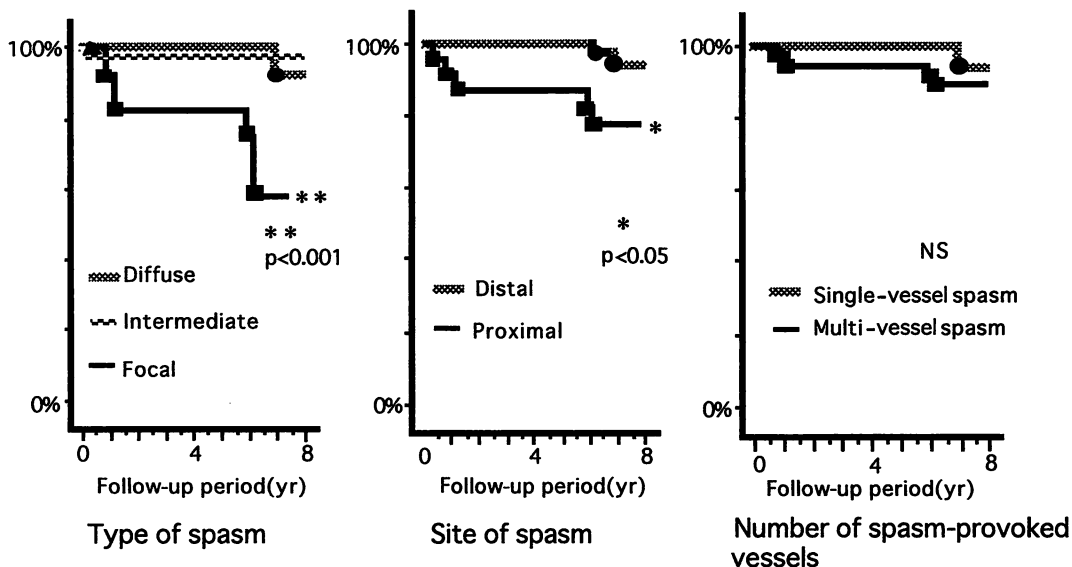 100%
0%
0 4 8
Follow-up period(yr)
Type of spasm
Diffuse
Intermediate
Focal
**
**
p<0.001
100%
0%
0 4 8
Follow-up period(yr)
Site of spasm
Distal
Proximal
*
*
p<0.05
100%
0%
0 4 8
Follow-up period(yr)
Number of spasm-provoked
vessels
NS
Single-vessel spasm
Multi-vessel spasm